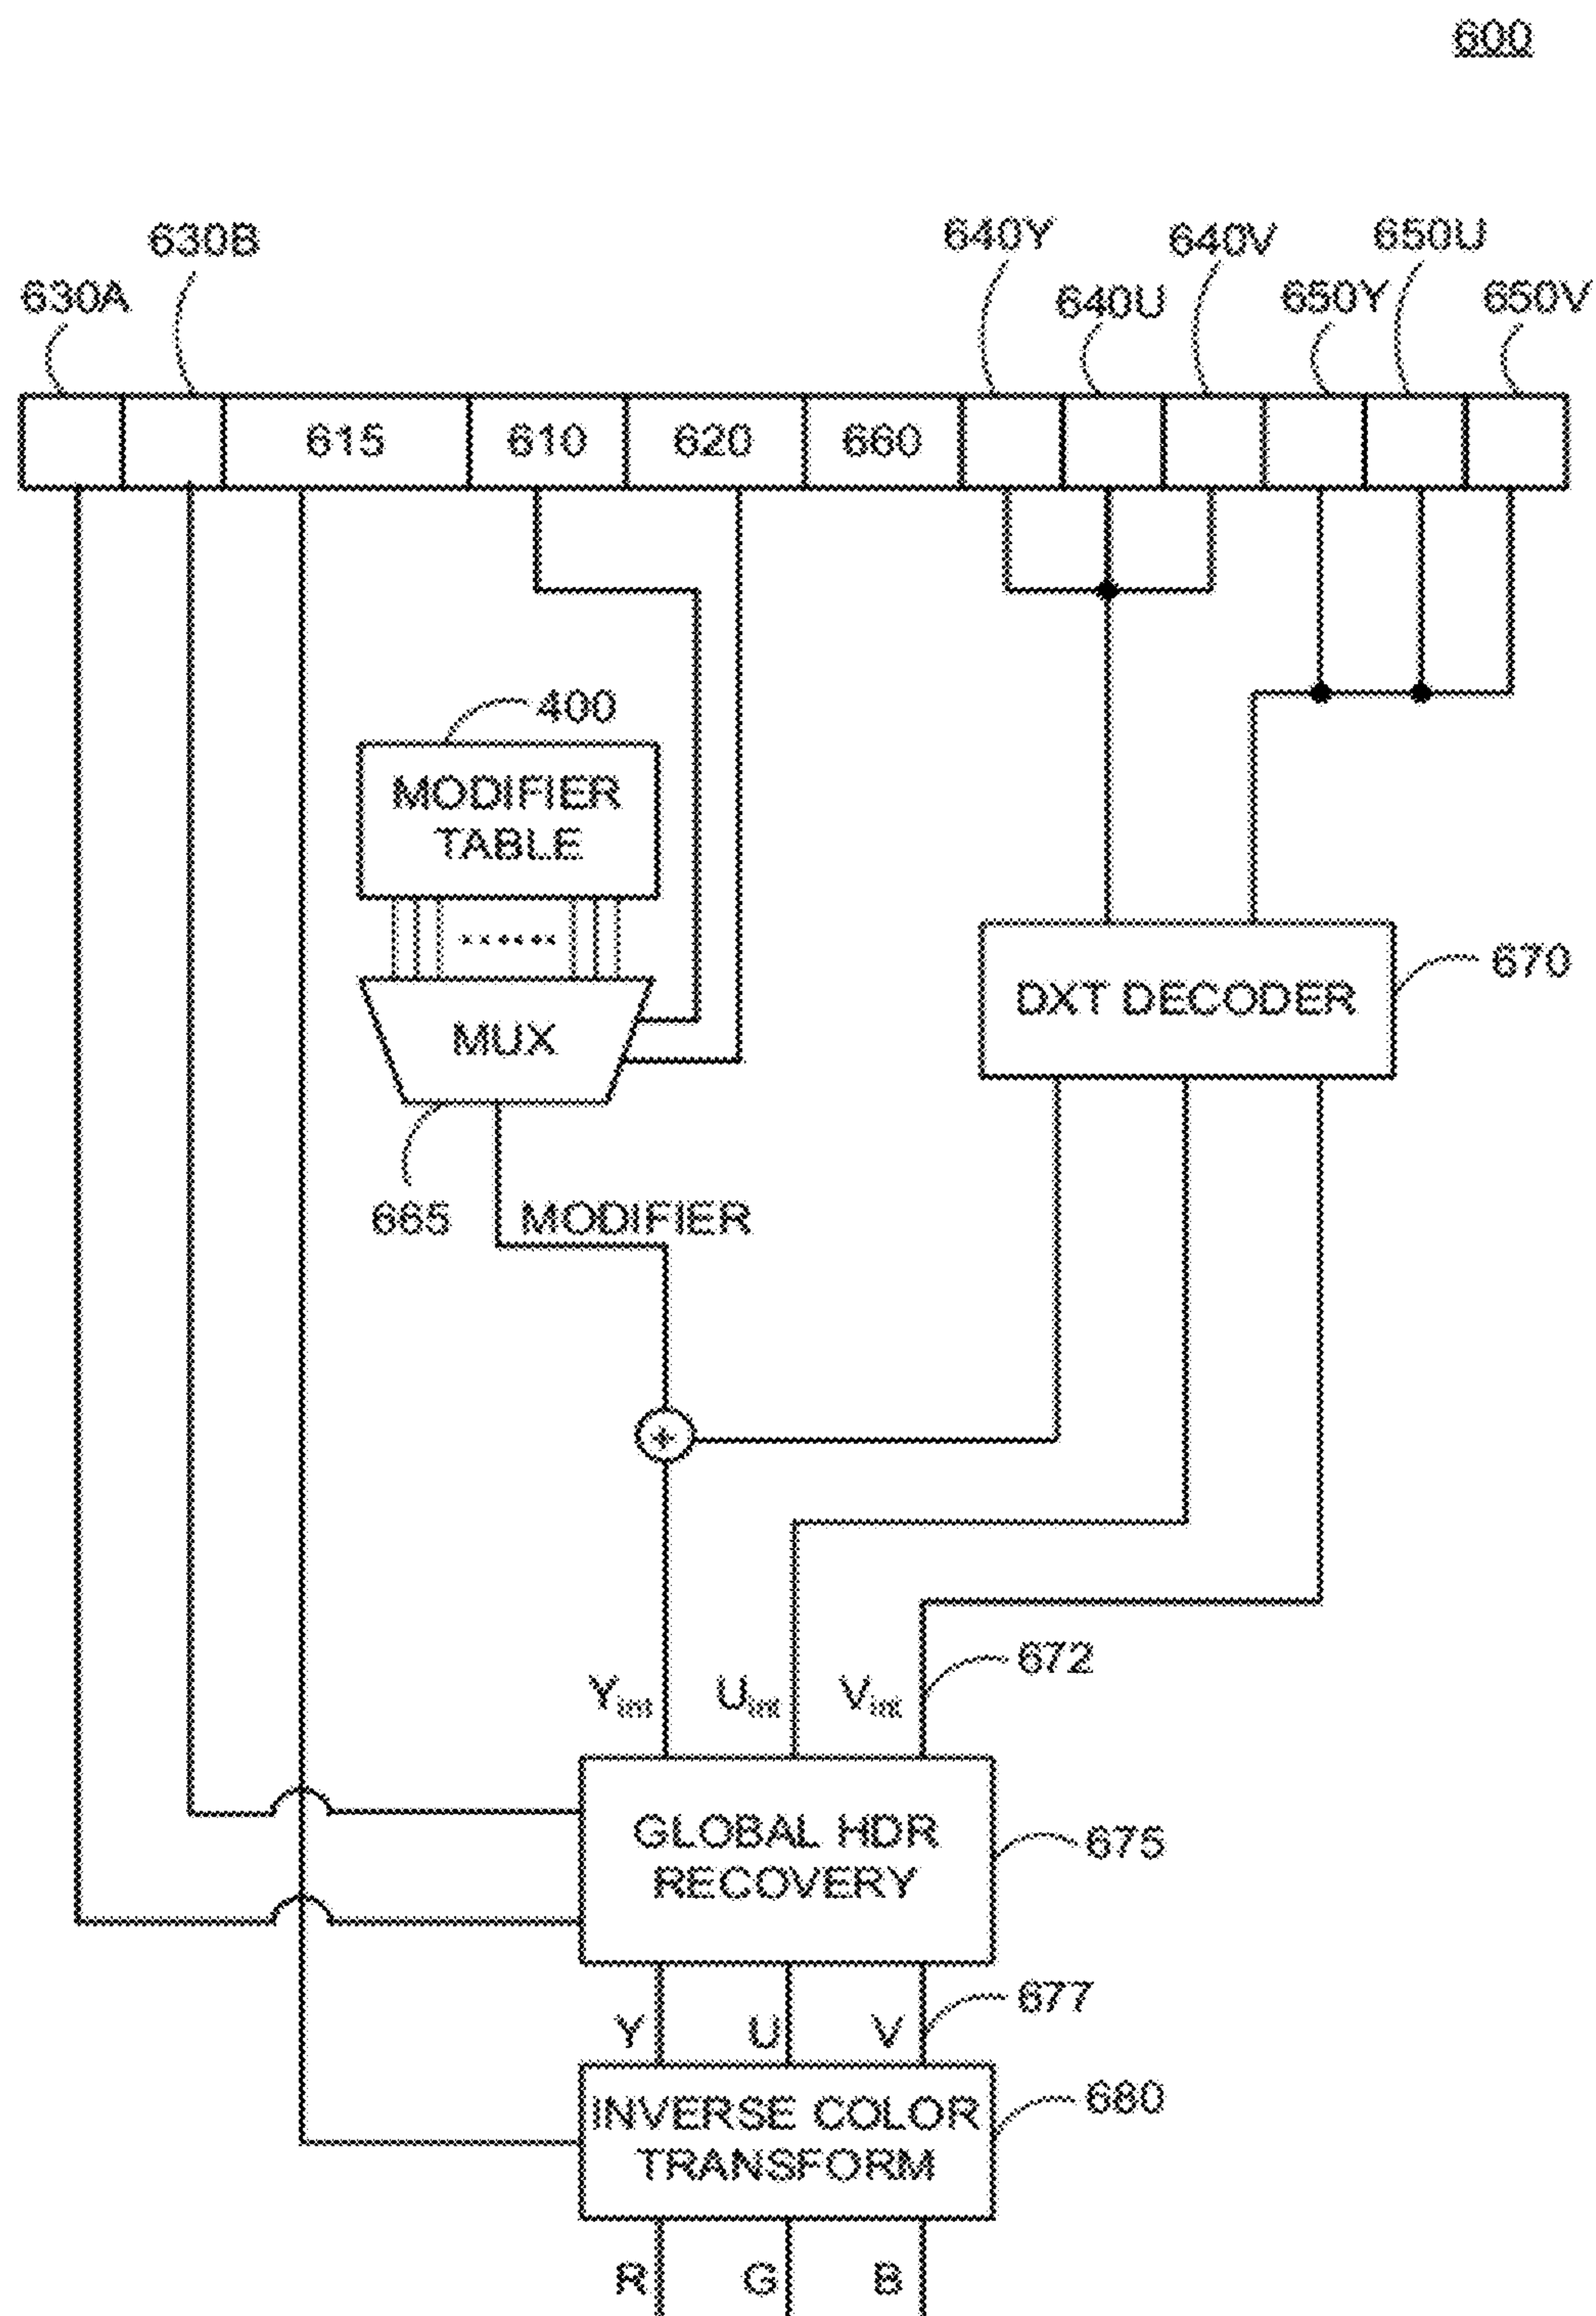 600
630A
630B
640Y
640U
640V
650Y
650U
650V
615
610
620
660
400
MODIFIER
TABLE
MUX
665
MODIFIER
DXT DECODER
670
+
Yint
Uint
Vint
672
GLOBAL HDR
RECOVERY
675
Y
U
V
677
INVERSE COLOR
TRANSFORM
680
R
G
B